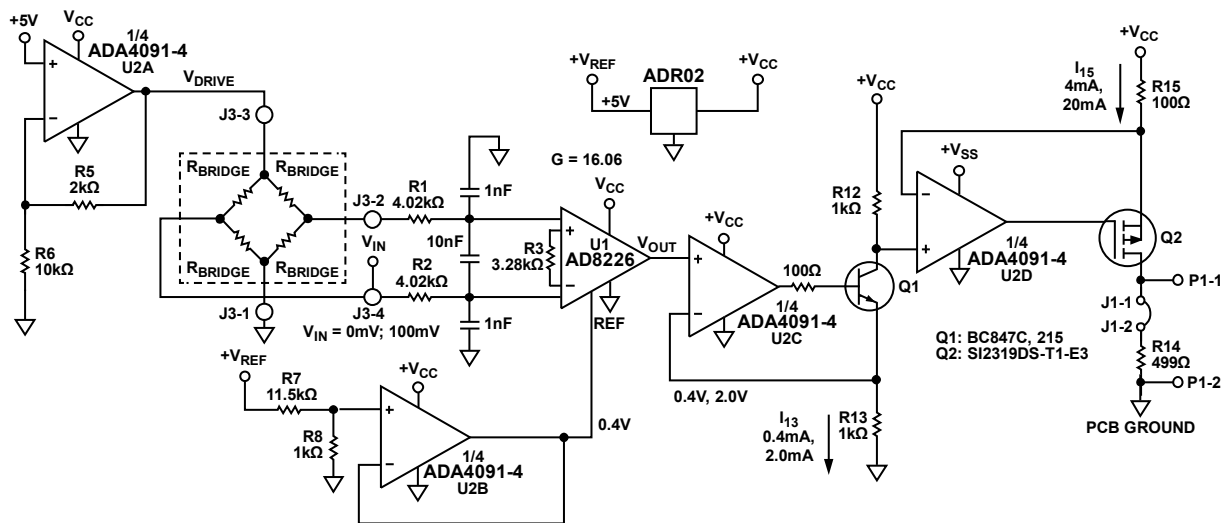 +5V
VCC
1/4
ADA4091-4
U2A
VDRIVE
J3-3
R5
2kΩ
R6
10kΩ
RBRIDGE
RBRIDGE
RBRIDGE
RBRIDGE
J3-1
J3-2
VIN
J3-4
VIN = 0mV; 100mV
R1
4.02kΩ
R2
4.02kΩ
1nF
10nF
1nF
+VREF
+5V
ADR02
+VCC
G = 16.06
VCC
R3
3.28kΩ
U1
AD8226
REF
VOUT
+VREF
R7
11.5kΩ
R8
1kΩ
+VCC
1/4
ADA4091-4
U2B
0.4V
+VCC
1/4
ADA4091-4
U2C
100Ω
0.4V, 2.0V
+VCC
R12
1kΩ
Q1
I13
0.4mA,
2.0mA
R13
1kΩ
+VSS
1/4
ADA4091-4
U2D
+VCC
I15
4mA,
20mA
R15
100Ω
Q2
P1-1
J1-1
J1-2
R14
499Ω
P1-2
PCB GROUND
Q1: BC847C, 215
Q2: SI2319DS-T1-E3